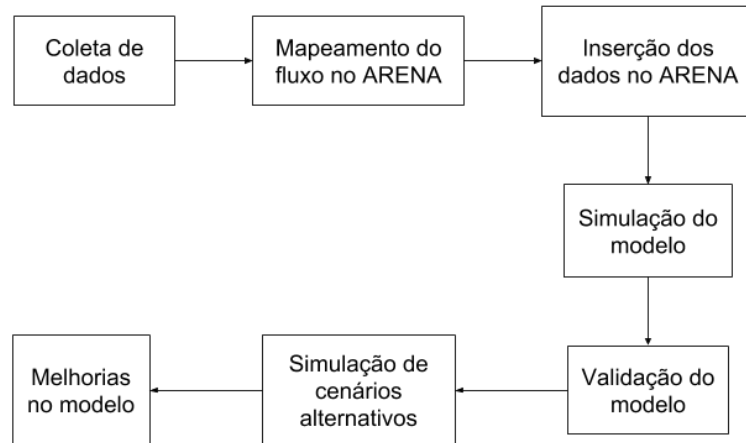 Coleta de
dados
Mapeamento do
fluxo no ARENA
Inserção dos
dados no ARENA
Simulação do
modelo
Validação do
modelo
Simulação de
cenários
alternativos
Melhorias
no modelo